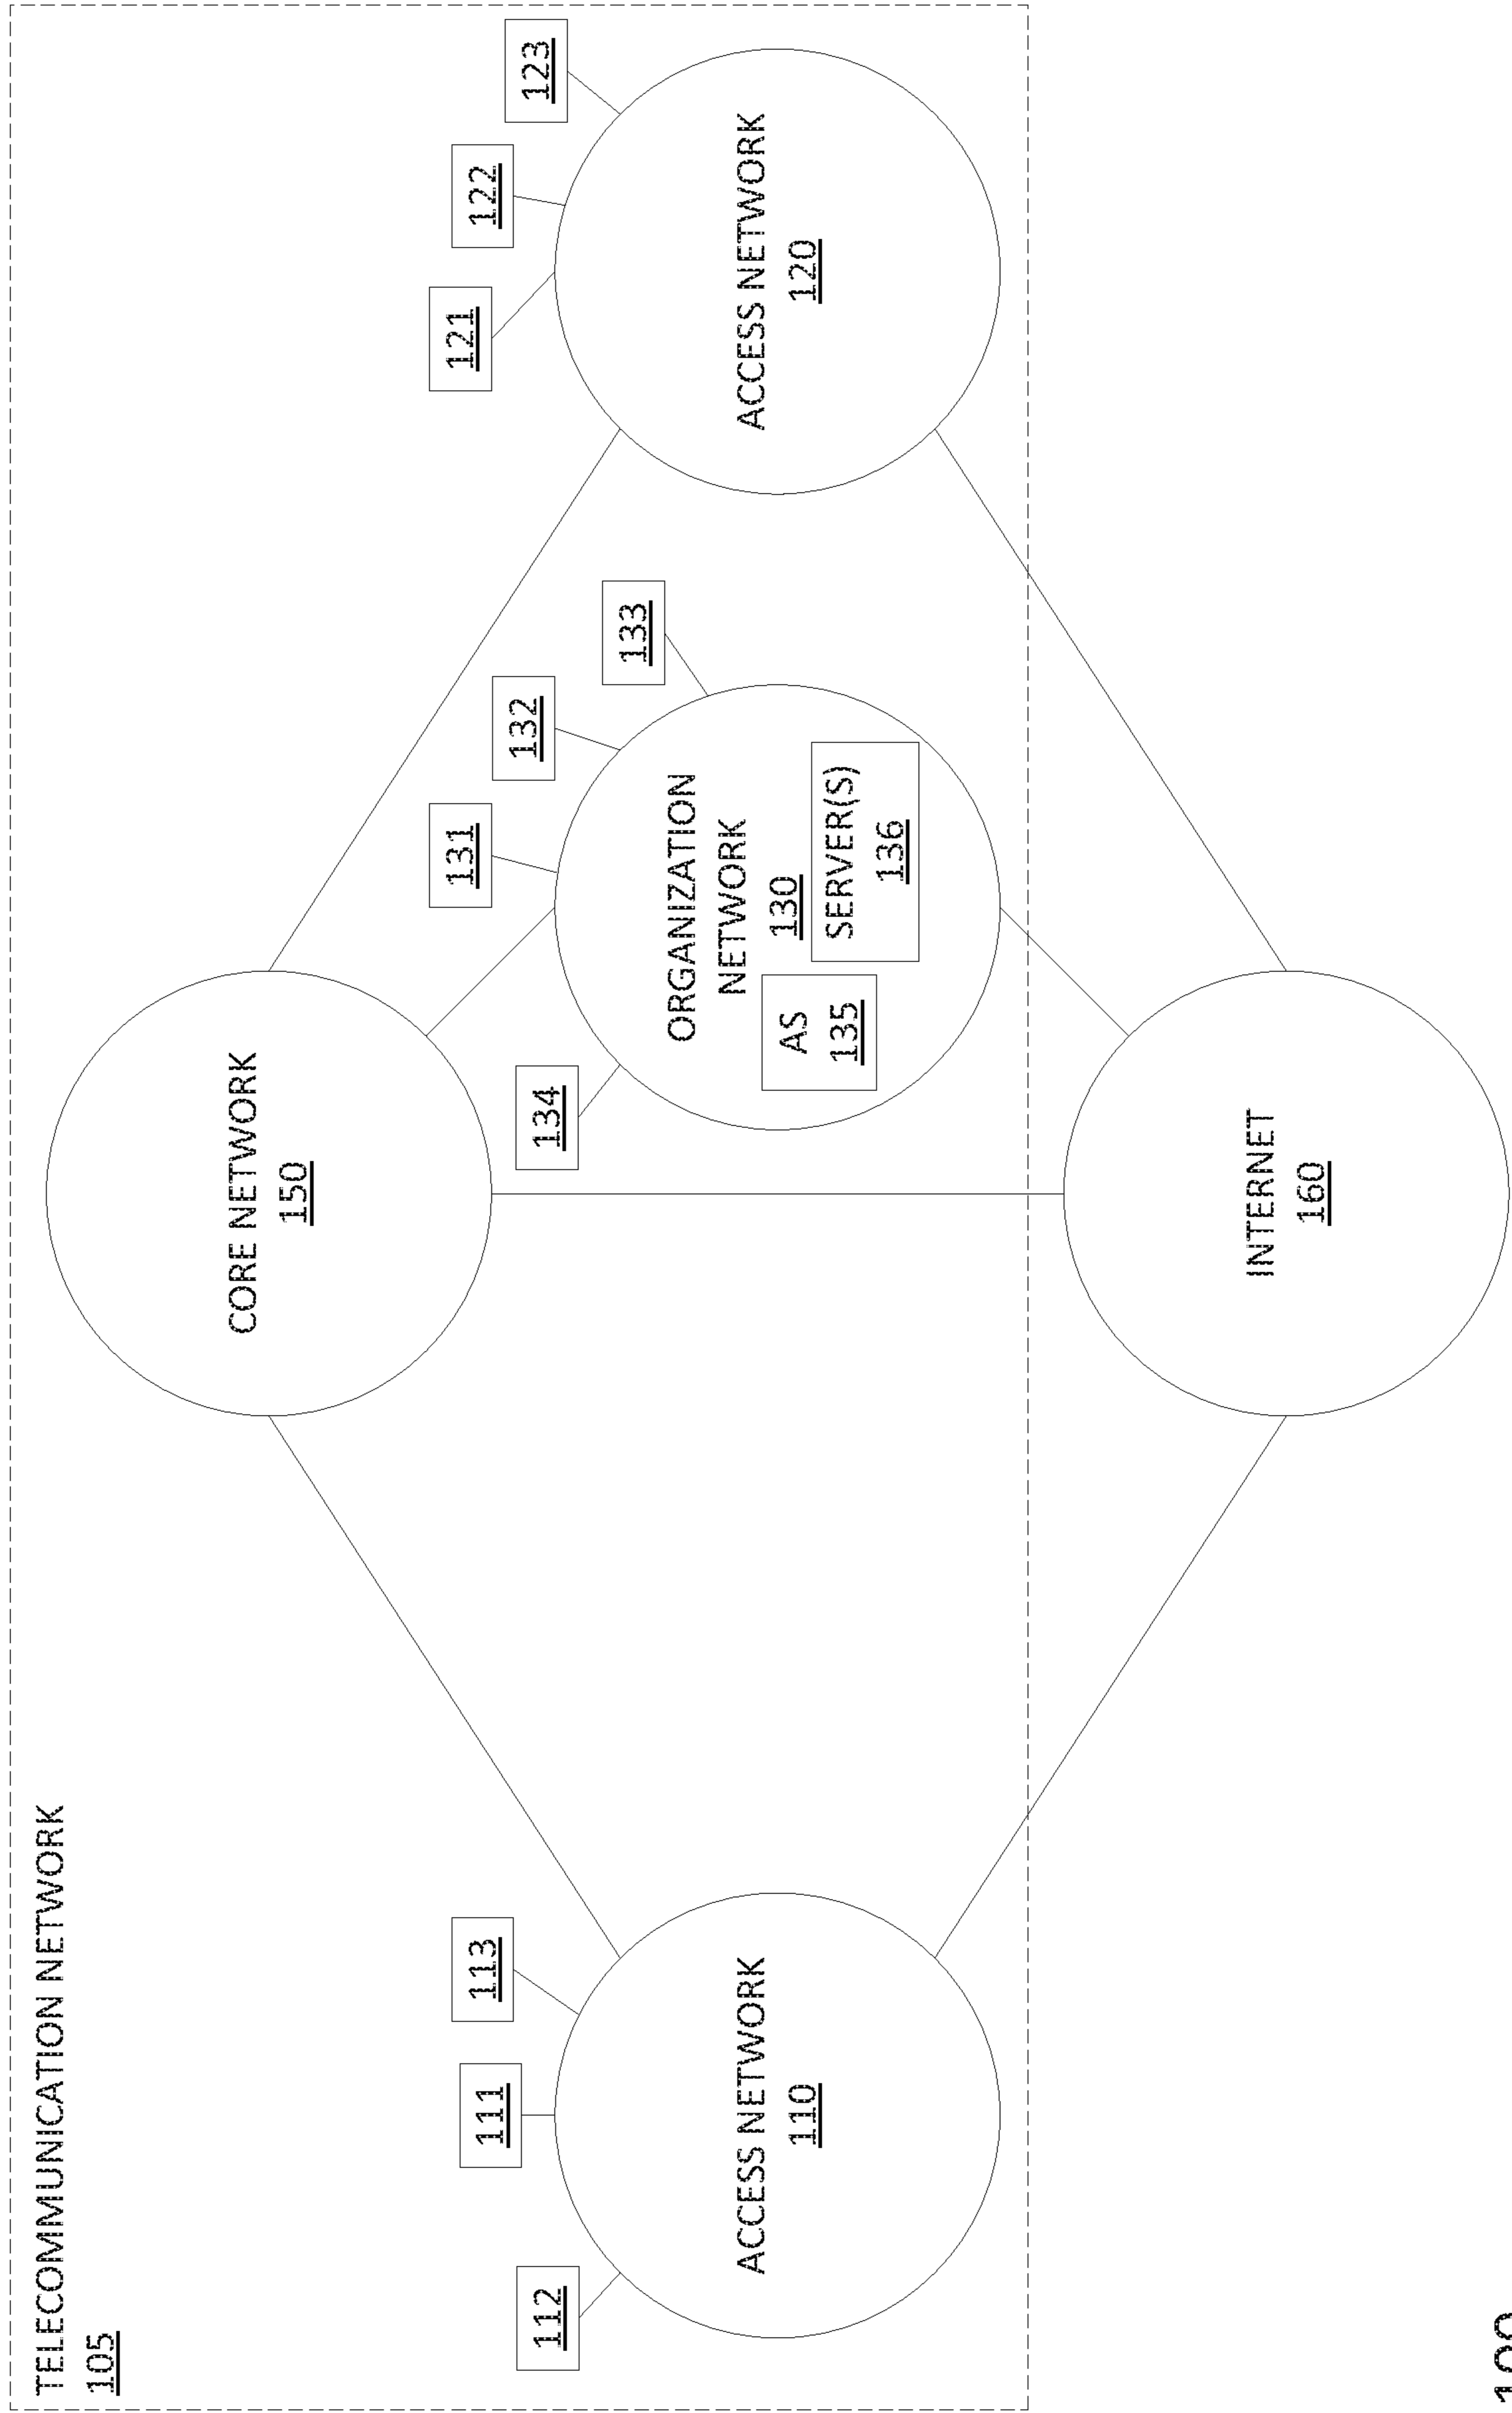 TELECOMMUNICATION NETWORK
105
CORE NETWORK
150
112
111
113
ACCESS NETWORK
110
134
131
132
133
ORGANIZATION
NETWORK
130
AS
135
SERVER(S)
136
121
122
123
ACCESS NETWORK
120
INTERNET
160
100